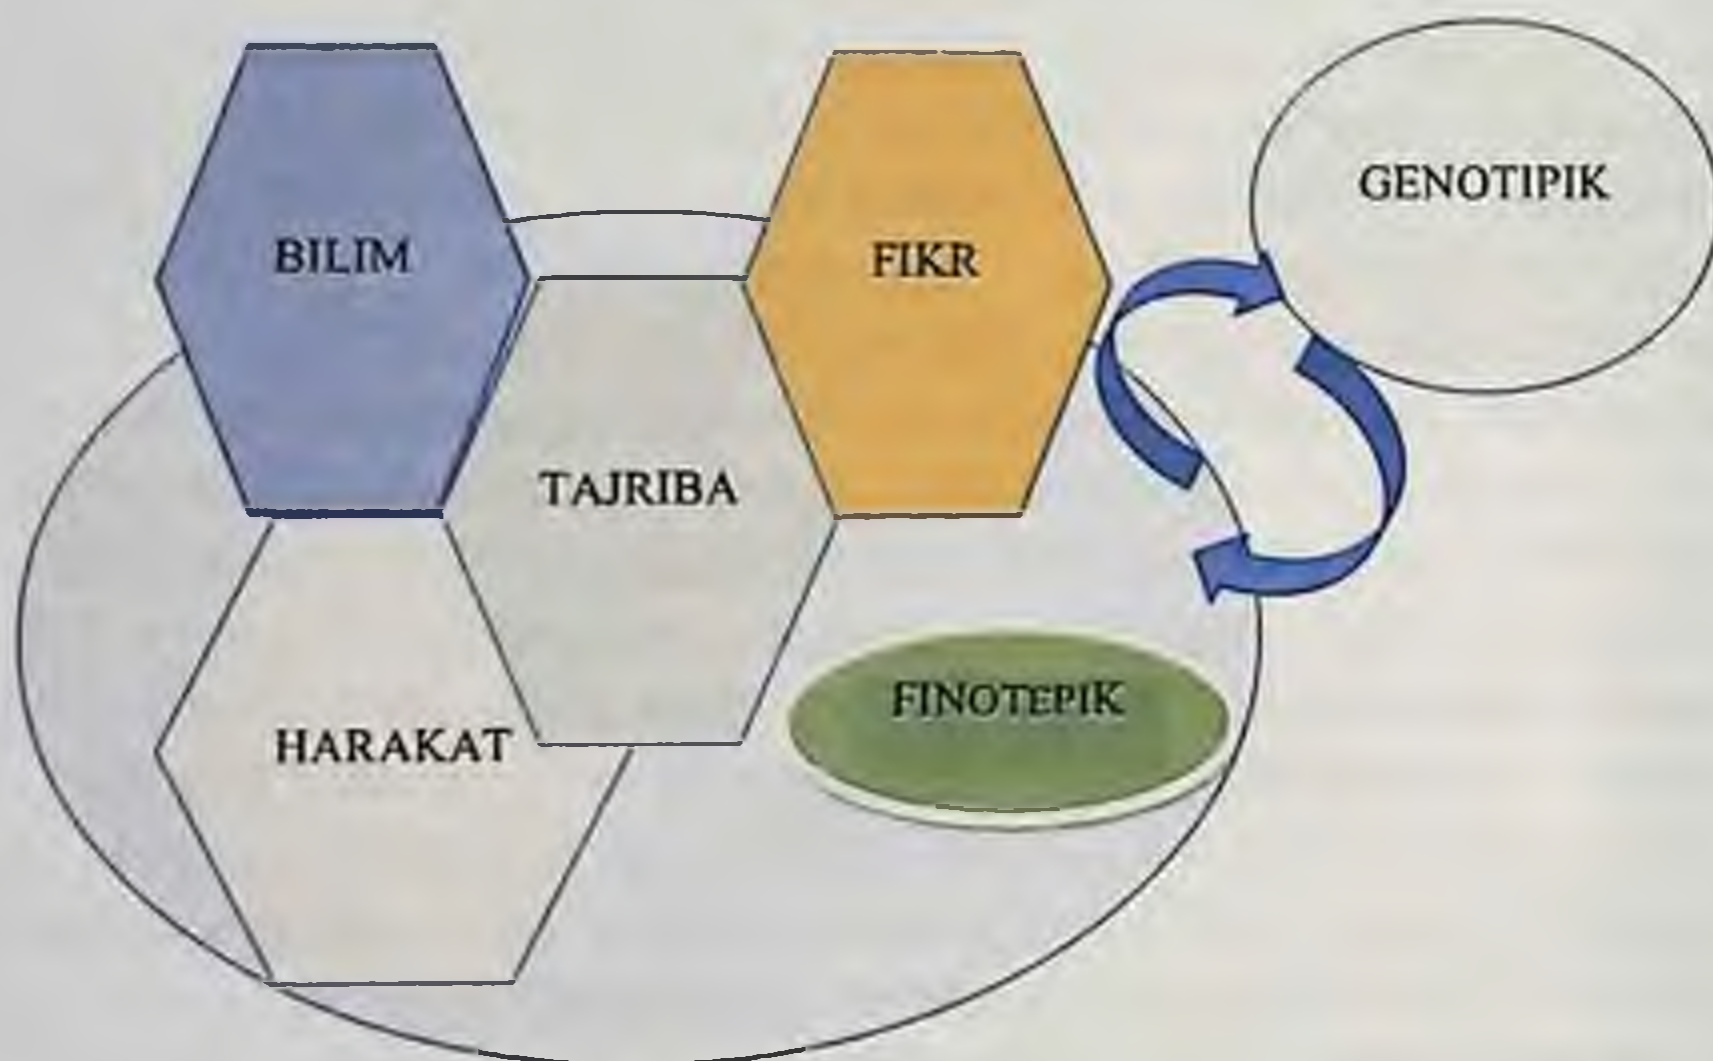 BILIM
FIKR
GENOTIPIK
TAJRIBA
FINOTEPIK
HARAKAT